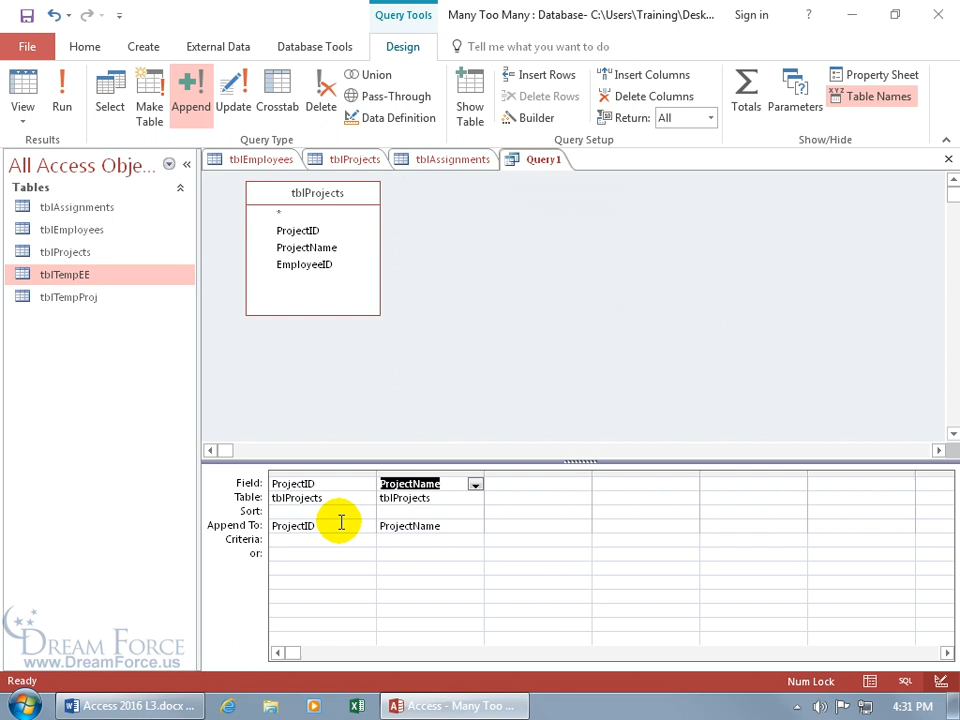 Query Tools
Many Too Many : Database- C:\Users\Training\Desk...
Sign in
?
File
Home
Create
External Data
Database Tools
Design
Tell me what you want to do
View
Run
Select
Make Table
Append
Update
Crosstab
Delete
Union
Pass-Through
Data Definition
Show Table
Insert Rows
Delete Rows
Builder
Insert Columns
Delete Columns
Return: All
Totals
Parameters
Property Sheet
XYZ Table Names
Results
Query Type
Query Setup
Show/Hide
All Access Obje...
Tables
tblAssignments
tblEmployees
tblProjects
tblTempEE
tblTempProj
tblEmployees
tblProjects
tblAssignments
Query1
tblProjects
*
ProjectID
ProjectName
EmployeeID
Field: ProjectID ProjectName
Table: tblProjects tblProjects
Sort:
Append To: ProjectID ProjectName
Criteria:
or:
DREAM FORCE
www.DreamForce.us
Ready
Num Lock
SQL
Access 2016 L3.docx ...
Access - Many Too ...
4:31 PM